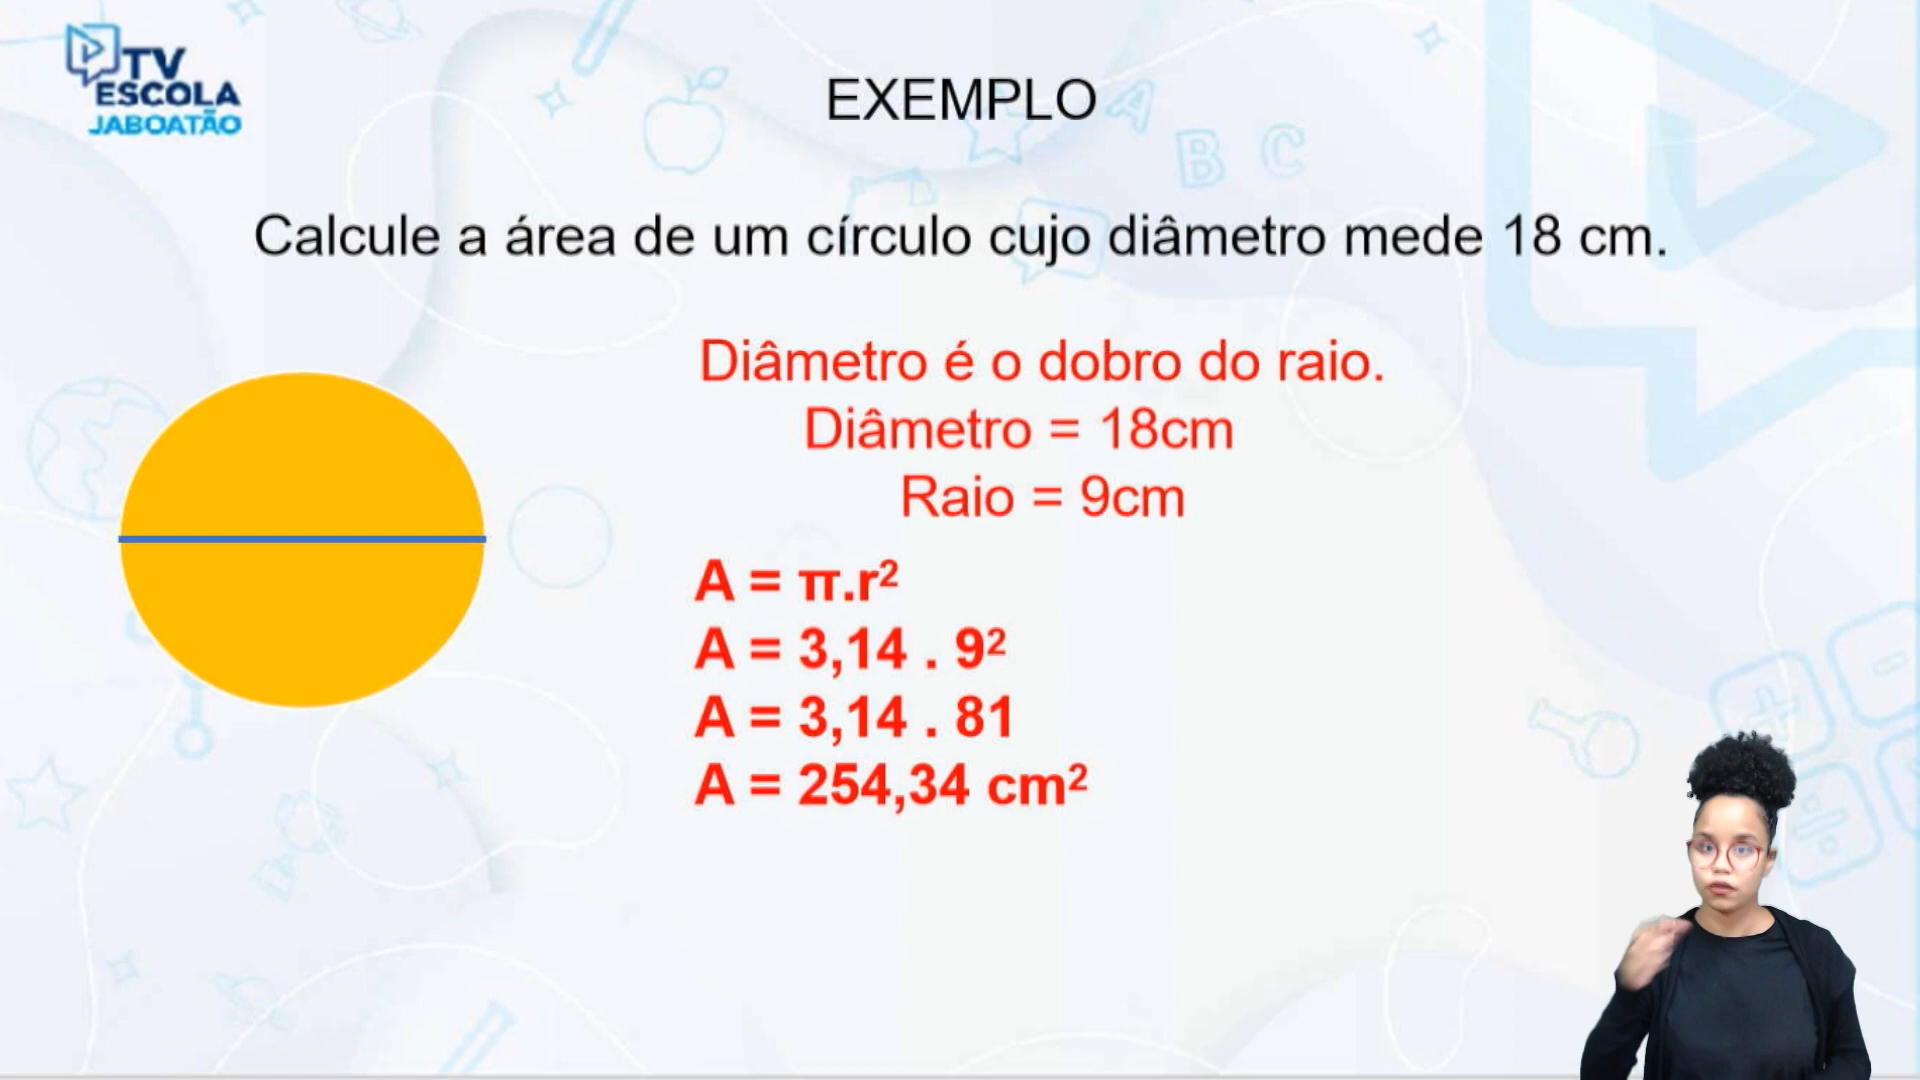 TV
ESCOLA
JABOATÃO
EXEMPLO
A
B C
Calcule a área de um círculo cujo diâmetro mede 18 cm.
Diâmetro é o dobro do raio.
Diâmetro = 18cm
Raio = 9cm
A = π.r²
A = 3,14 . 9²
A = 3,14 . 81
A = 254,34 cm²